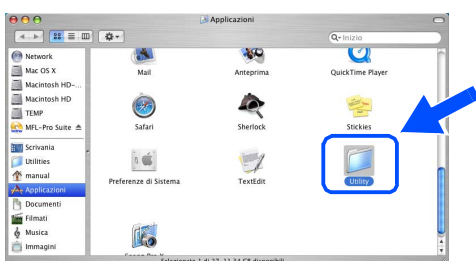 Applicazioni
Q- Inizio
Network
Mac OS X
Macintosh HD-...
Macintosh HD
TEMP
MFL-Pro Suite
Scrivania
Utilities
manual
Applicazioni
Documenti
Filmati
Musica
Immagini
Mail
Anteprima
QuickTime Player
Safari
Sherlock
Stickies
Preferenze di Sistema
TextEdit
Utility